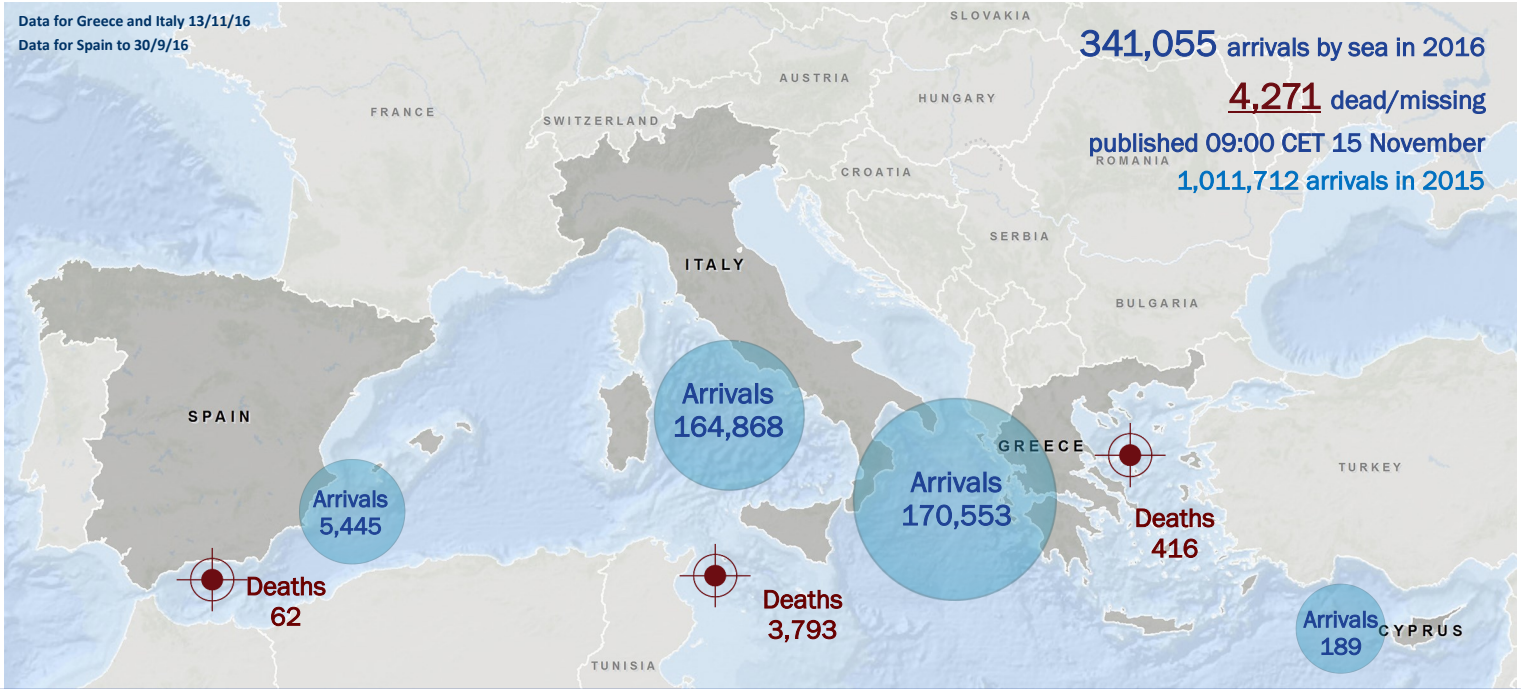 Data for Greece and Italy 13/11/16
Data for Spain to 30/9/16
341,055 arrivals by sea in 2016
4,271 dead/missing
published 09:00 CET 15 November
1,011,712 arrivals in 2015
SLOVAKIA
AUSTRIA
HUNGARY
FRANCE
SWITZERLAND
ROMANIA
CROATIA
SERBIA
ITALY
BULGARIA
SPAIN
Arrivals
164,868
GREECE
TURKEY
Arrivals
5,445
Arrivals
170,553
Deaths
416
Deaths
62
Deaths
3,793
Arrivals
189
CYPRUS
TUNISIA